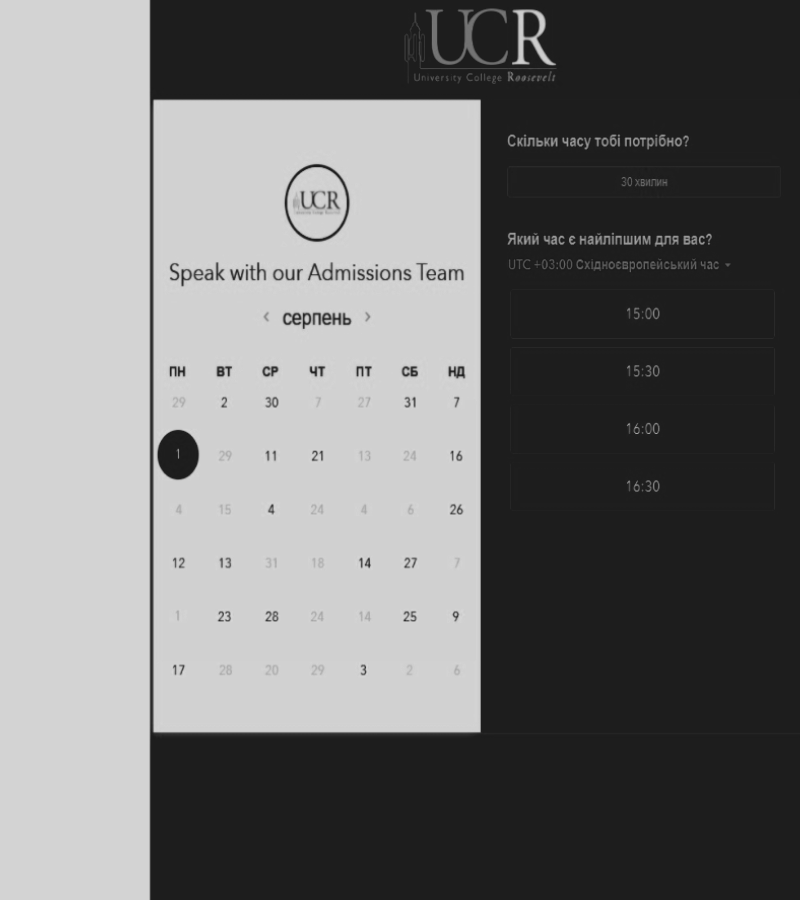 UCR
University College Roosevelt
UCR
Speak with our Admissions Team
< серпень >
ПН ВТ СР ЧТ ПТ СБ НД
29 2 30 7 27 31 7
1 29 11 21 13 24 16
4 15 4 24 4 6 26
12 13 31 18 14 27 7
1 23 28 24 14 25 9
17 28 20 29 3 2 6
Скільки часу тобі потрібно?
30 хвилин
Який час є найліпшим для вас?
UTC +03:00 Східноєвропейський час
15:00
15:30
16:00
16:30